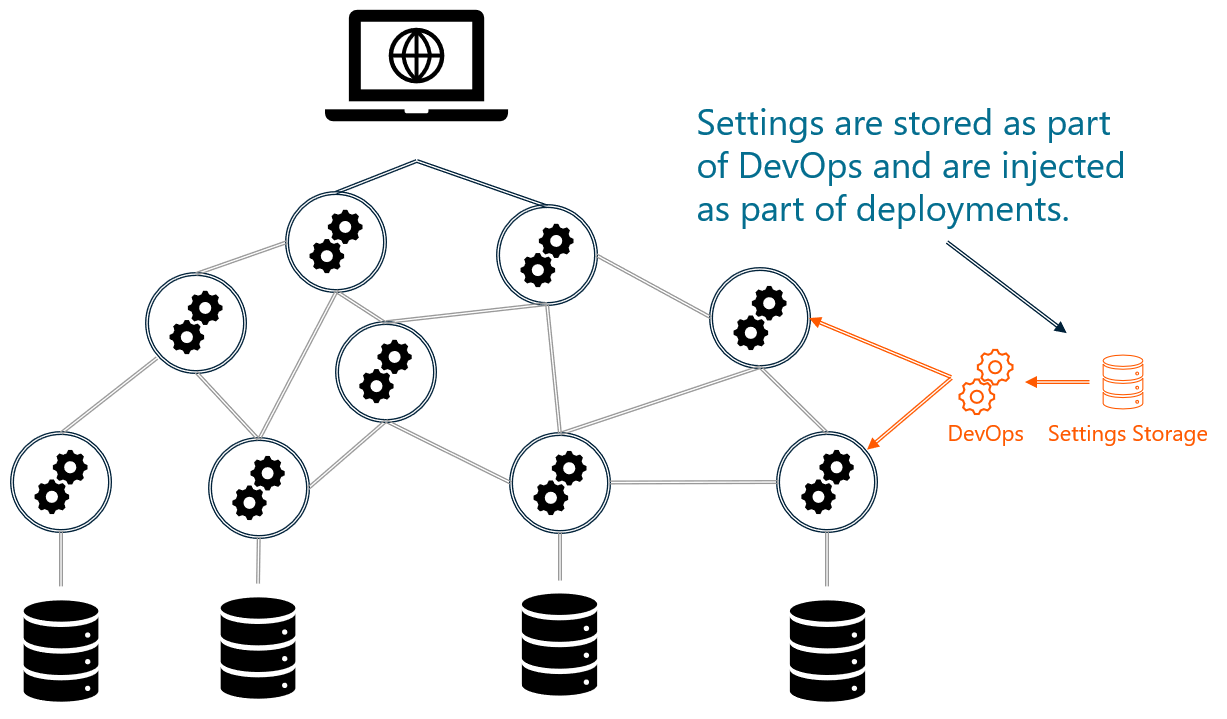 Settings are stored as part
of DevOps and are injected
as part of deployments.
DevOps
Settings Storage